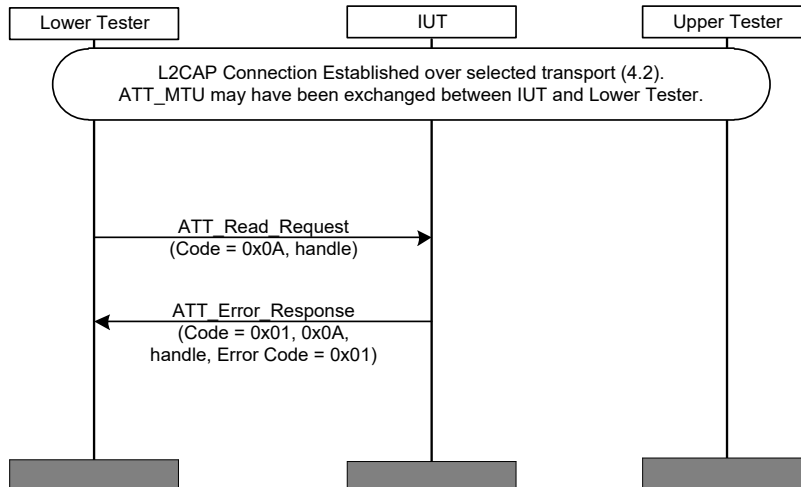 Lower Tester
IUT
Upper Tester
L2CAP Connection Established over selected transport (4.2).
ATT_MTU may have been exchanged between IUT and Lower Tester.
ATT_Read_Request
(Code = 0x0A, handle)
ATT_Error_Response
(Code = 0x01, 0x0A,
handle, Error Code = 0x01)